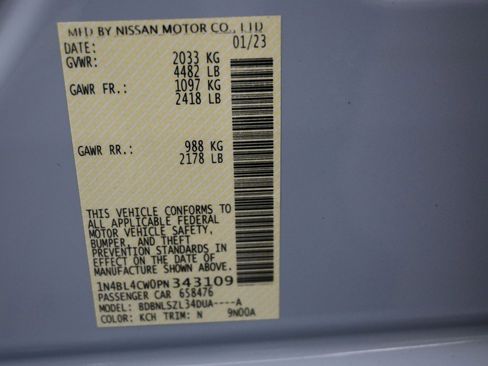 MFD BY NISSAN MOTOR CO., LTD
DATE: 01/23
GVWR: 2033 KG
4482 LB
GAWR FR.: 1097 KG
2418 LB
GAWR RR.: 988 KG
2178 LB
THIS VEHICLE CONFORMS TO
ALL APPLICABLE FEDERAL
MOTOR VEHICLE SAFETY,
BUMPER, AND THEFT
PREVENTION STANDARDS IN
EFFECT ON THE DATE OF
MANUFACTURE SHOWN ABOVE.
1N4BL4CW0PN343109
PASSENGER CAR 658476
MODEL: BDBNLSZL34DUA----A
COLOR: KCH TRIM: N 9N00A